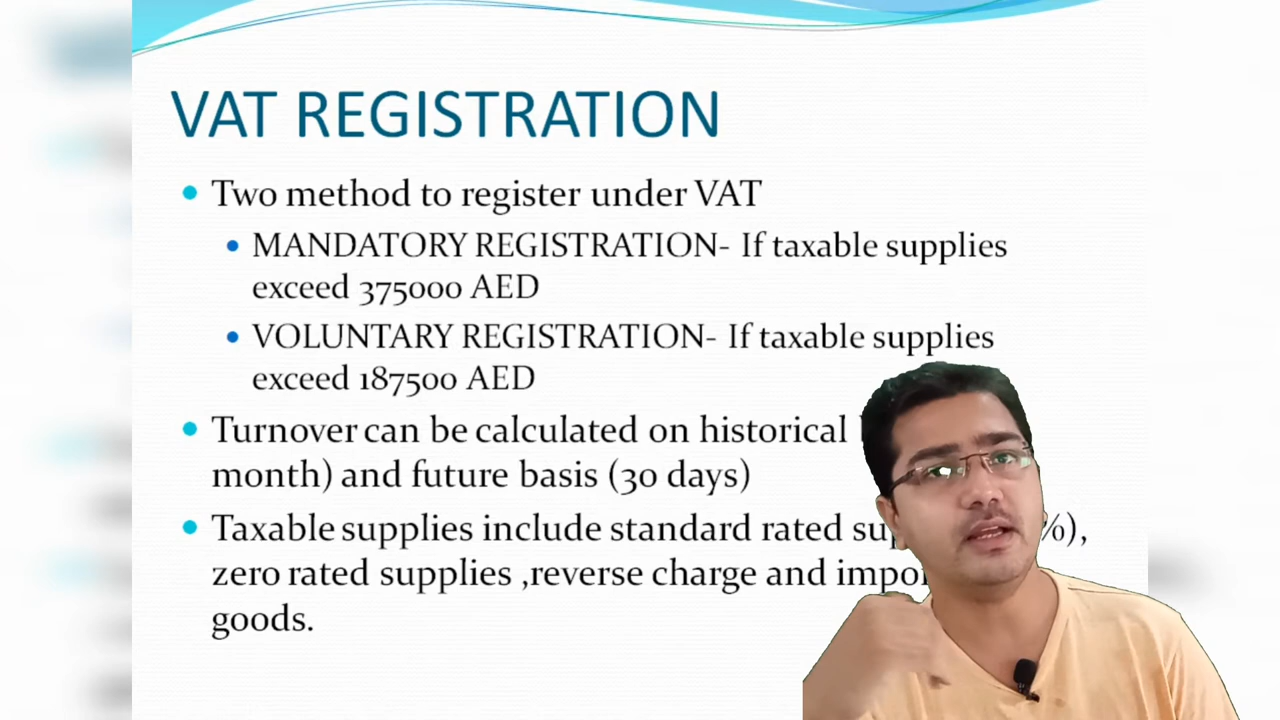 VAT REGISTRATION
Two method to register under VAT
MANDATORY REGISTRATION- If taxable supplies
exceed 375000 AED
VOLUNTARY REGISTRATION- If taxable supplies
exceed 187500 AED
Turnover can be calculated on historical
month) and future basis (30 days)
Taxable supplies include standard rated %),
zero rated supplies ,reverse charge and
goods.